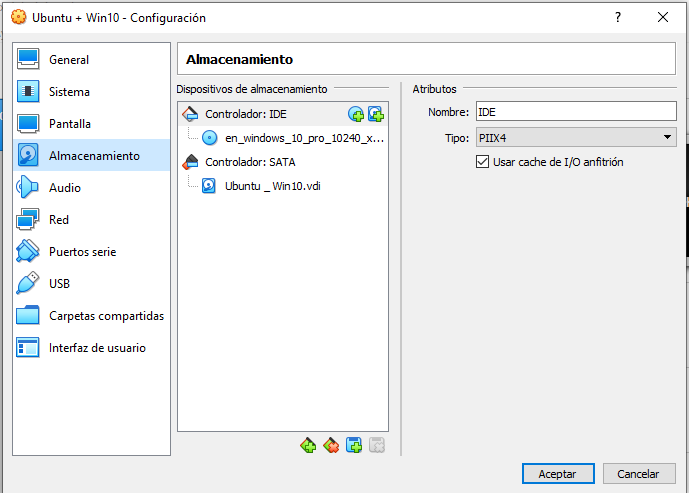 Ubuntu + Win10 - Configuración
General
Sistema
Pantalla
Almacenamiento
Audio
Red
Puertos serie
USB
Carpetas compartidas
Interfaz de usuario
Almacenamiento
Dispositivos de almacenamiento
Controlador: IDE
en_windows_10_pro_10240_x...
Controlador: SATA
Ubuntu _ Win10.vdi
Atributos
Nombre: IDE
Tipo: PIIX4
Usar cache de I/O anfitrión
Aceptar
Cancelar